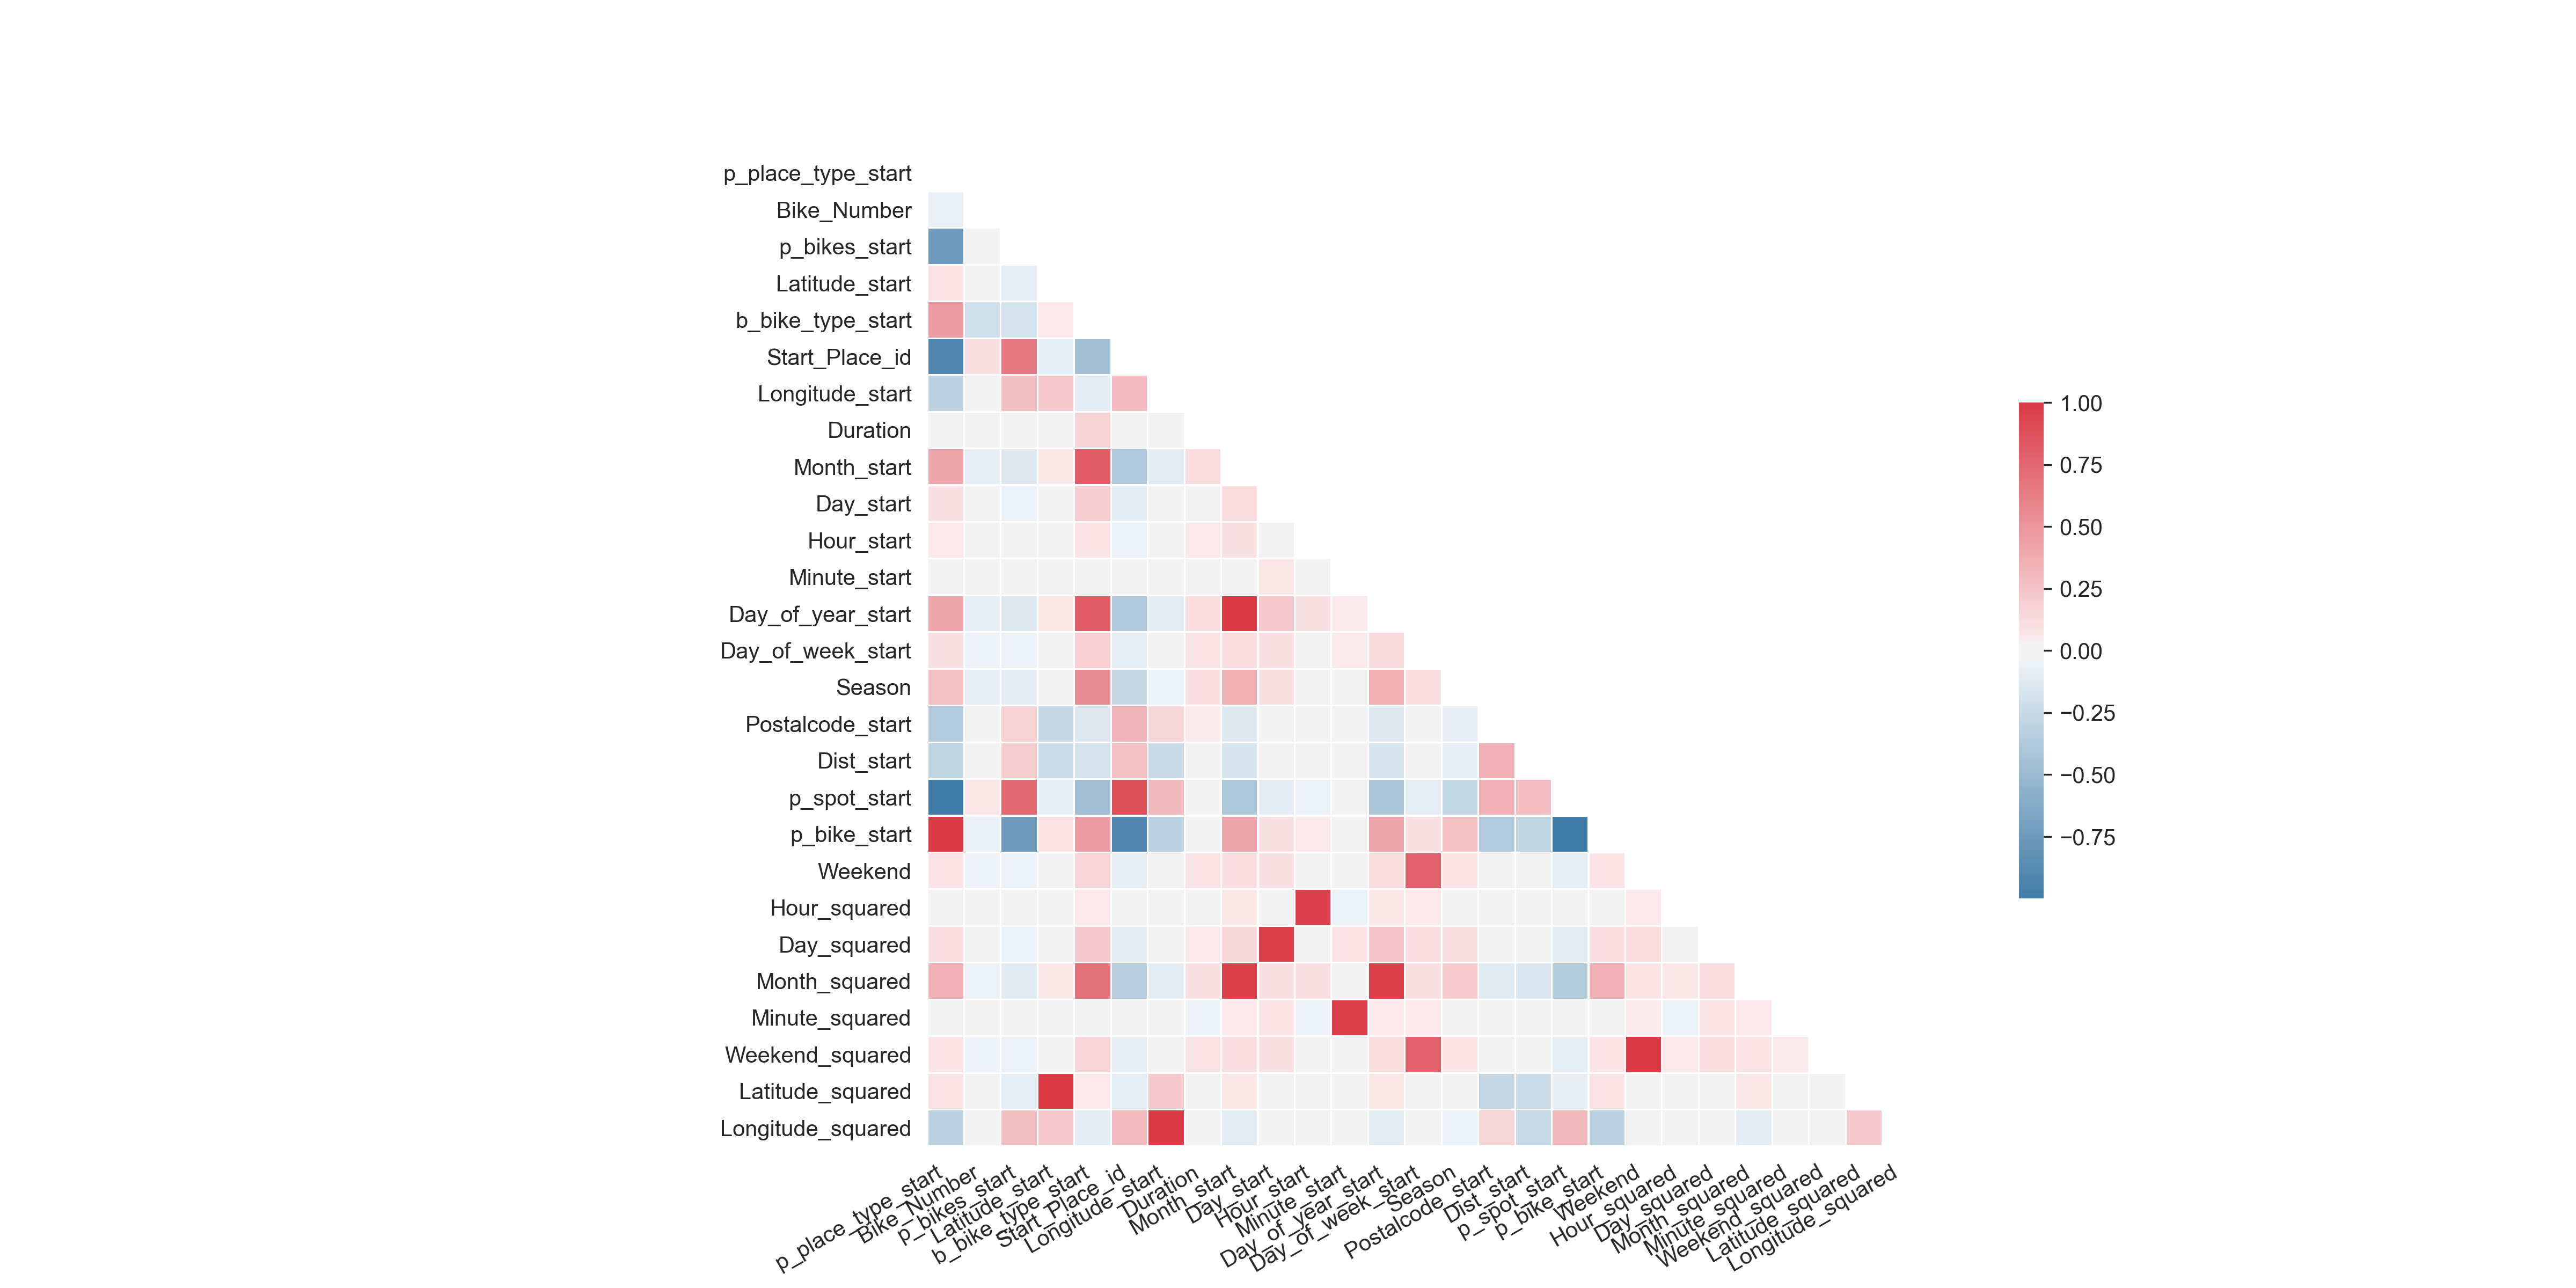 p_place_type_start
Bike_Number
p_bikes_start
Latitude_start
b_bike_type_start
Start_Place_id
Longitude_start
Duration
Month_start
Day_start
Hour_start
Minute_start
Day_of_year_start
Day_of_week_start
Season
Postalcode_start
Dist_start
p_spot_start
p_bike_start
Weekend
Hour_squared
Day_squared
Month_squared
Minute_squared
Weekend_squared
Latitude_squared
Longitude_squared
p_place_type_start
Bike_Number
p_bikes_start
Latitude_start
b_bike_type_start
Start_Place_id
Longitude_start
Duration
Month_start
Day_start
Hour_start
Minute_start
Day_of_year_start
Day_of_week_start
Season
Postalcode_start
Dist_start
p_spot_start
p_bike_start
Weekend
Hour_squared
Day_squared
Month_squared
Minute_squared
Weekend_squared
Latitude_squared
Longitude_squared
1.00
0.75
0.50
0.25
0.00
−0.25
−0.50
−0.75